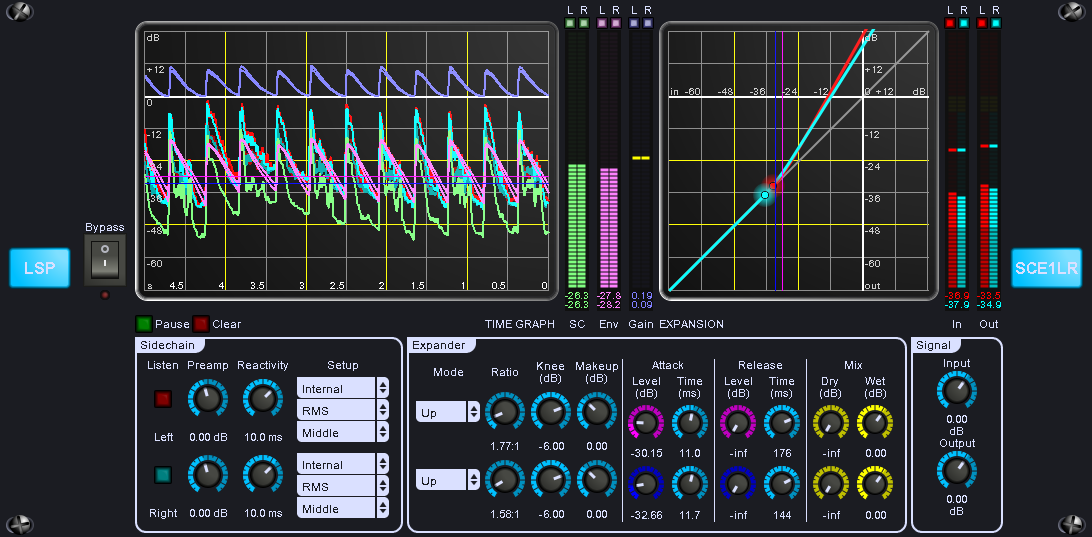 L R L R L R L R L R
dB
+12
0
-12
-24
-36
-48
-60
s 4.5 4 3.5 3 2.5 2 1.5 1 0.5 0
-26.3 -27.8 0.19
-26.3 -28.2 0.09
dB
+12
in -60 -48 -36 -24 -12 0 +12 dB
-12
-24
-36
-48
-60
out
-36.9 -33.5
-37.9 -34.9
Bypass
LSP
SCE1LR
Pause Clear TIME GRAPH SC Env Gain EXPANSION In Out
Sidechain
Listen Preamp Reactivity Setup
Internal
RMS
Middle
Left 0.00 dB 10.0 ms
Internal
RMS
Middle
Right 0.00 dB 10.0 ms
Expander
Mode Ratio Knee (dB) Makeup (dB) Attack Release Mix
Level (dB) Time (ms) Level (dB) Time (ms) Dry (dB) Wet (dB)
Up
1.77:1 -6.00 0.00 -30.15 11.0 -inf 176 -inf 0.00
Up
1.58:1 -6.00 0.00 -32.66 11.7 -inf 144 -inf 0.00
Signal
Input
0.00
dB
Output
0.00
dB